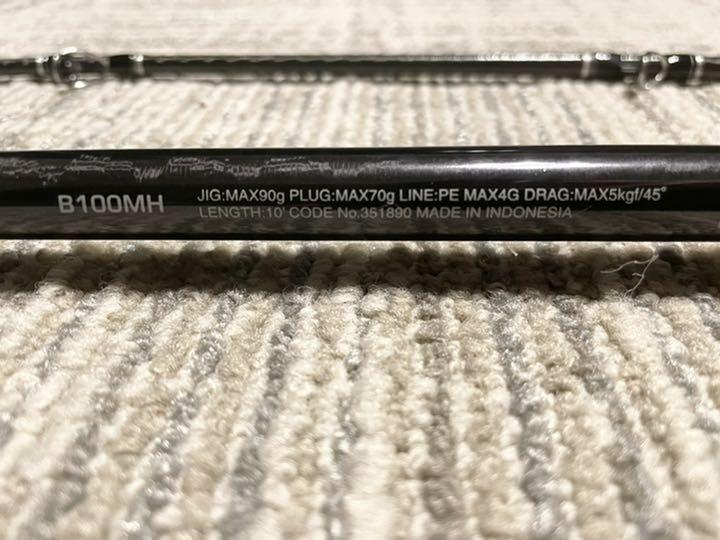 B100MH
JIG:MAX90g PLUG:MAX70g LINE:PE MAX4G DRAG:MAX5kgf/45°
LENGTH:10' CODE No.351890 MADE IN INDONESIA